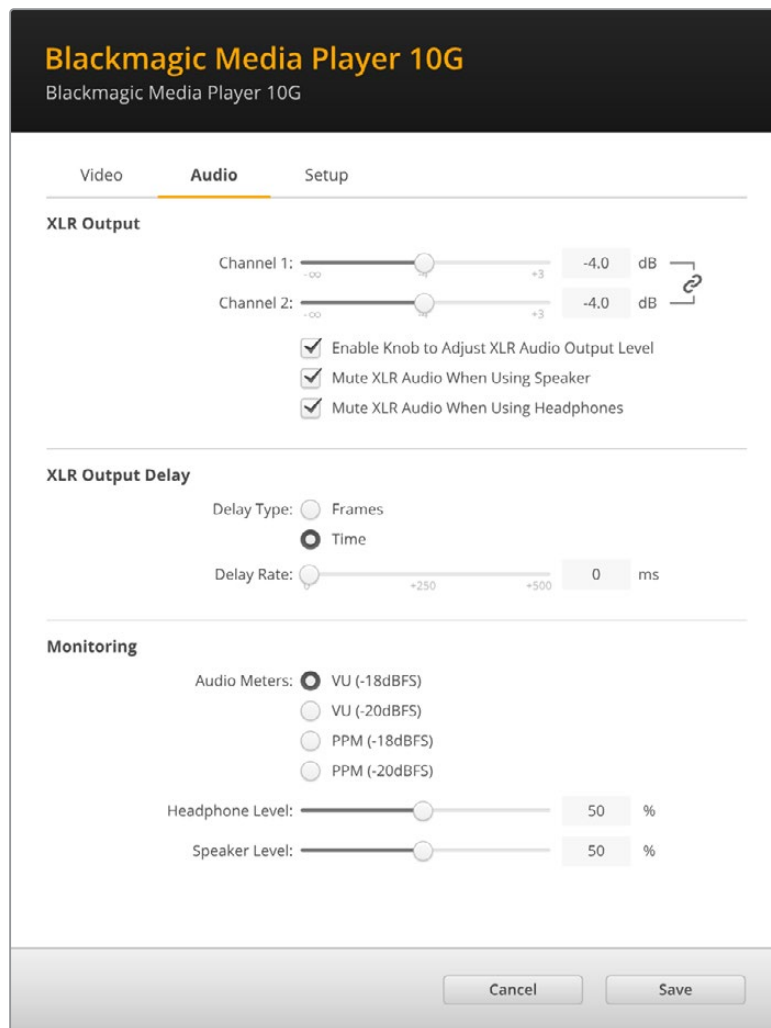 Blackmagic Media Player 10G
Blackmagic Media Player 10G
Video Audio Setup
XLR Output
Channel 1: -4.0 dB
-∞ -4 +3
Channel 2: -4.0 dB
-∞ -4 +3
Enable Knob to Adjust XLR Audio Output Level
Mute XLR Audio When Using Speaker
Mute XLR Audio When Using Headphones
XLR Output Delay
Delay Type: Frames
Time
Delay Rate: 0 ms
0 +250 +500
Monitoring
Audio Meters: VU (-18dBFS)
VU (-20dBFS)
PPM (-18dBFS)
PPM (-20dBFS)
Headphone Level: 50 %
Speaker Level: 50 %
Cancel Save